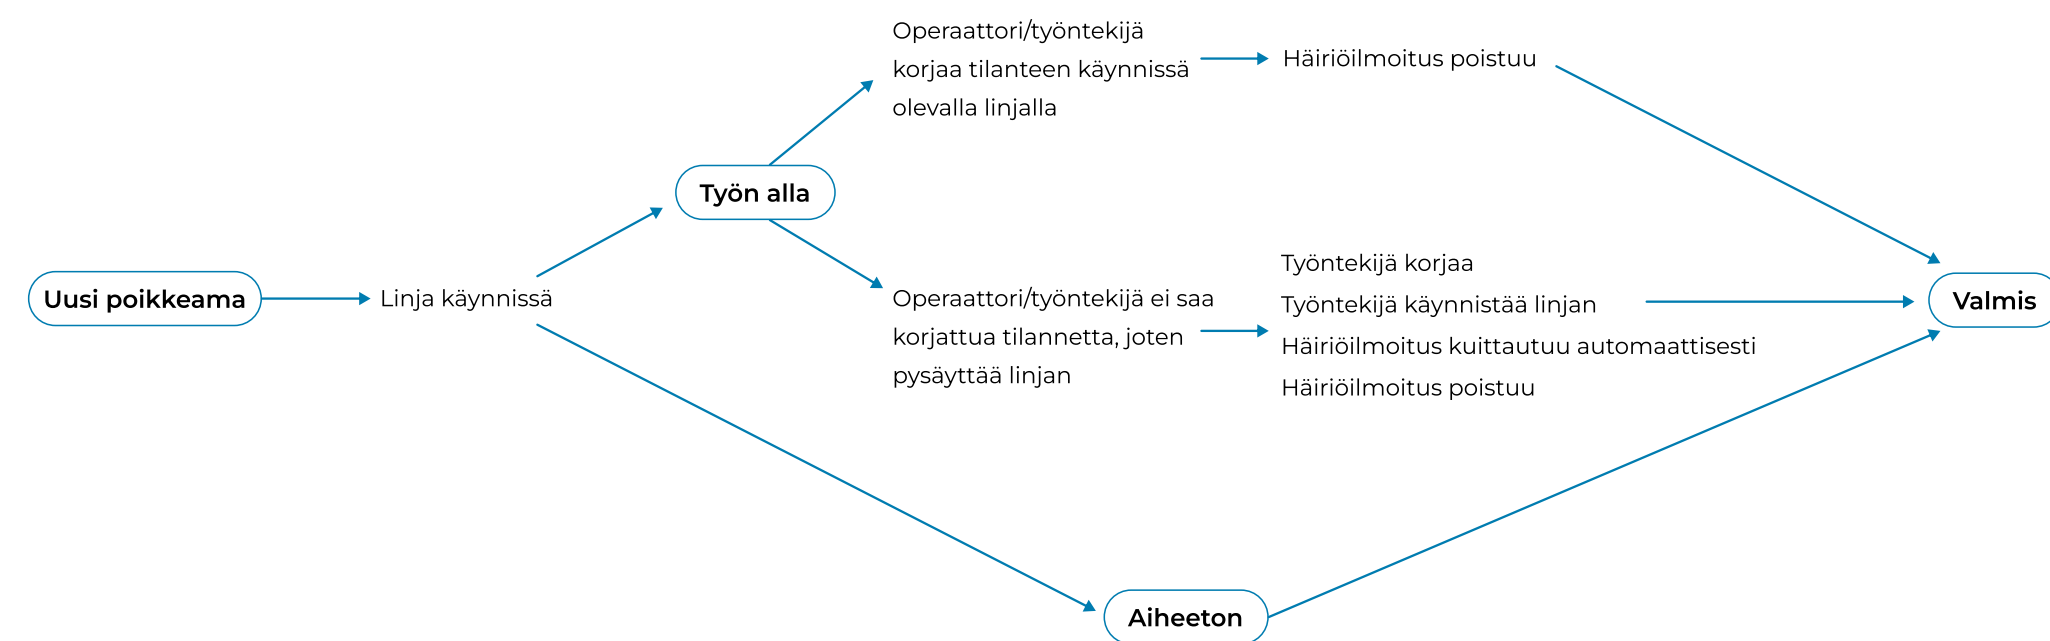 Uusi poikkeama
Linja käynnissä
Työn alla
Operaattori/työntekijä
korjaa tilanteen käynnissä
olevalla linjalla
Häiriöilmoitus poistuu
Operaattori/työntekijä ei saa
korjattua tilannetta, joten
pysäyttää linjan
Työntekijä korjaa
Työntekijä käynnistää linjan
Häiriöilmoitus kuittautuu automaattisesti
Häiriöilmoitus poistuu
Aiheeton
Valmis